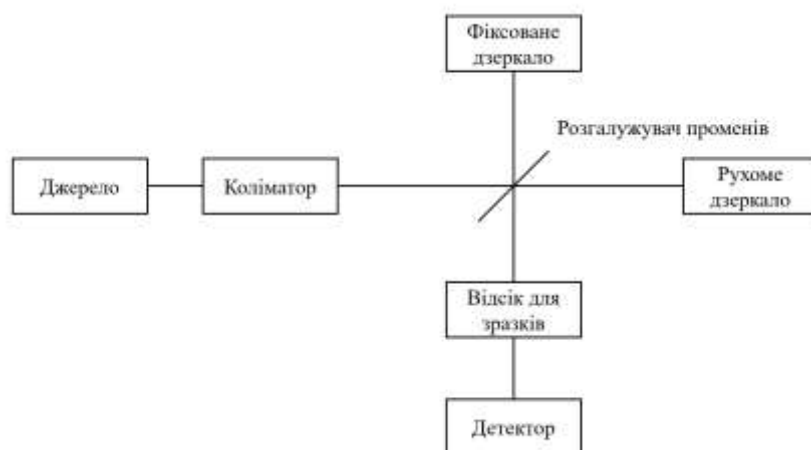 Фіксоване
дзеркало
Розгалужувач променів
Джерело
Коліматор
Рухоме
дзеркало
Відсік для
зразків
Детектор